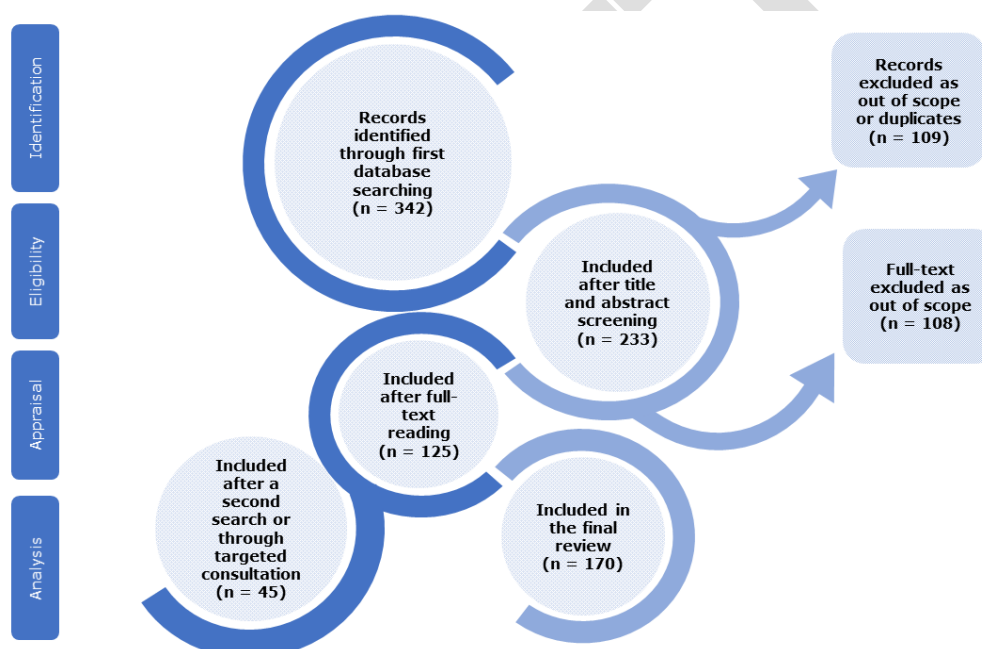 Identification
Eligibility
Appraisal
Analysis
Records
identified
through first
database
searching
(n = 342)
Records
excluded as
out of scope
or duplicates
(n = 109)
Included
after title
and abstract
screening
(n = 233)
Full-text
excluded as
out of scope
(n = 108)
Included
after full-
text
reading
(n = 125)
Included
after a
second
search or
through
targeted
consultation
(n = 45)
Included in
the final
review
(n = 170)